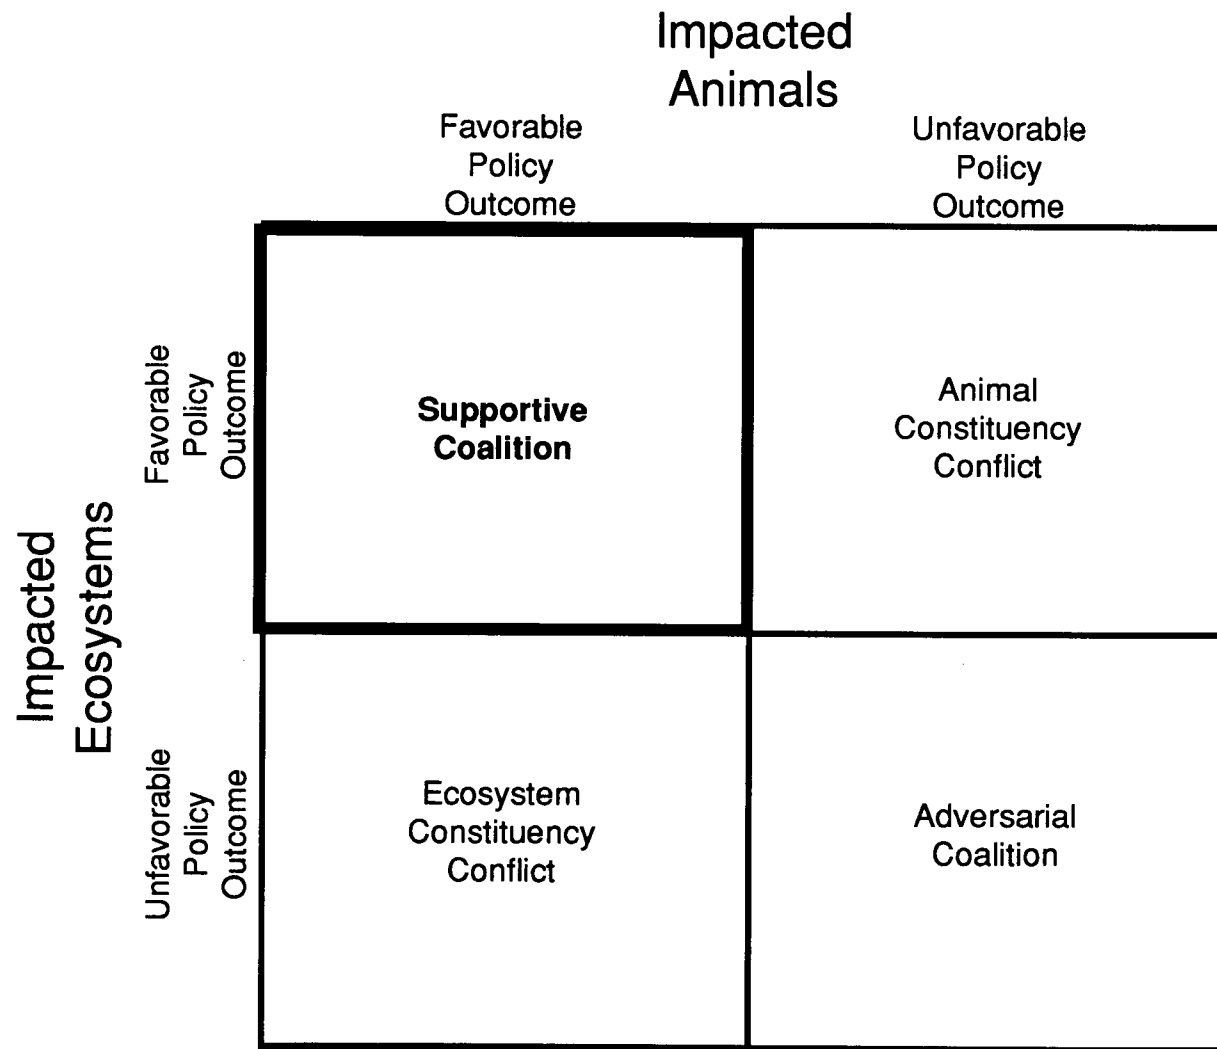 Impacted
Animals
Favorable
Policy
Outcome
Unfavorable
Policy
Outcome
Impacted
Ecosystems
Favorable
Policy
Outcome
Supportive
Coalition
Animal
Constituency
Conflict
Unfavorable
Policy
Outcome
Ecosystem
Constituency
Conflict
Adversarial
Coalition